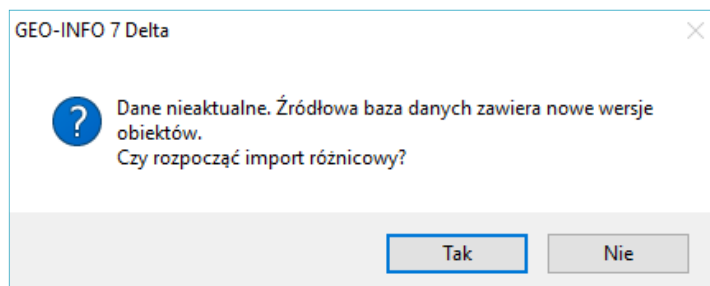 GEO-INFO 7 Delta
Dane nieaktualne. Źródłowa baza danych zawiera nowe wersje
obiektów.
Czy rozpocząć import różnicowy?
Tak
Nie